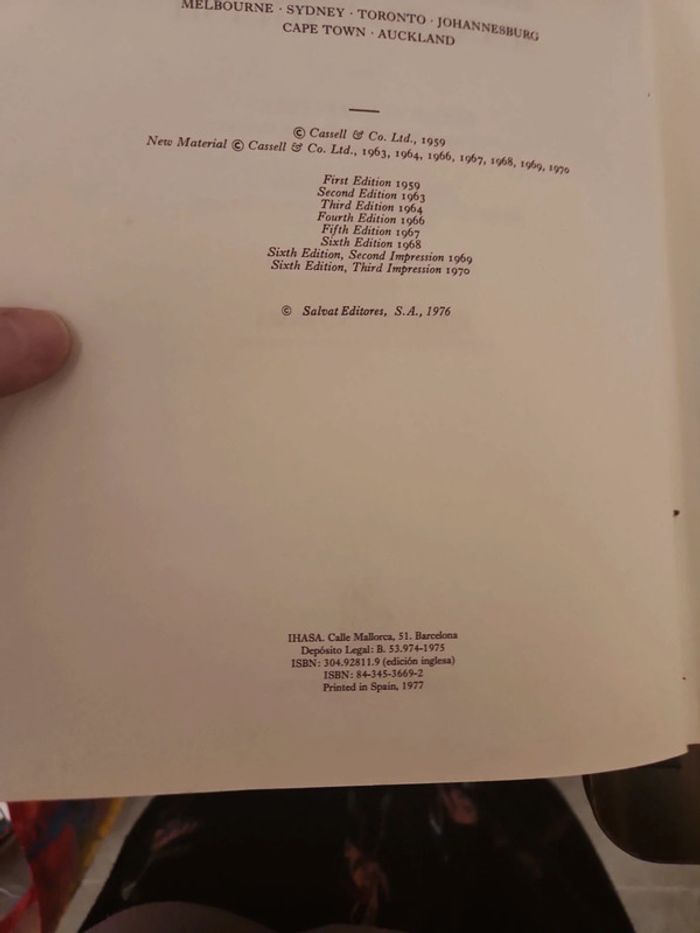 MELBOURNE · SYDNEY · TORONTO · JOHANNESBURG
CAPE TOWN · AUCKLAND
© Cassell & Co. Ltd., 1959
New Material © Cassell & Co. Ltd., 1963, 1964, 1966, 1967, 1968, 1969, 1970
First Edition 1959
Second Edition 1963
Third Edition 1964
Fourth Edition 1966
Fifth Edition 1967
Sixth Edition 1968
Sixth Edition, Second Impression 1969
Sixth Edition, Third Impression 1970
© Salvat Editores, S.A., 1976
IHASA. Calle Mallorca, 51. Barcelona
Depósito Legal: B. 53.974-1975
ISBN: 304.92811.9 (edición inglesa)
ISBN: 84-345-3669-2
Printed in Spain, 1977